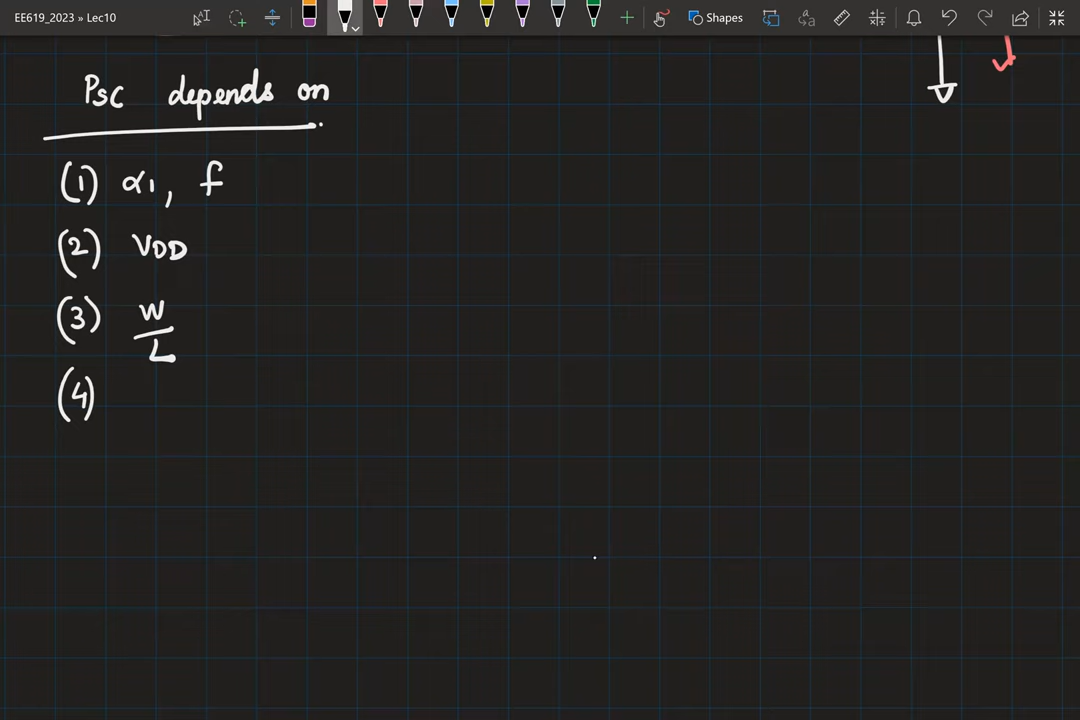 EE619_2023 » Lec10
Shapes
Psc depends on
(1) α1, f
(2) VDD
(3) W
L
(4)